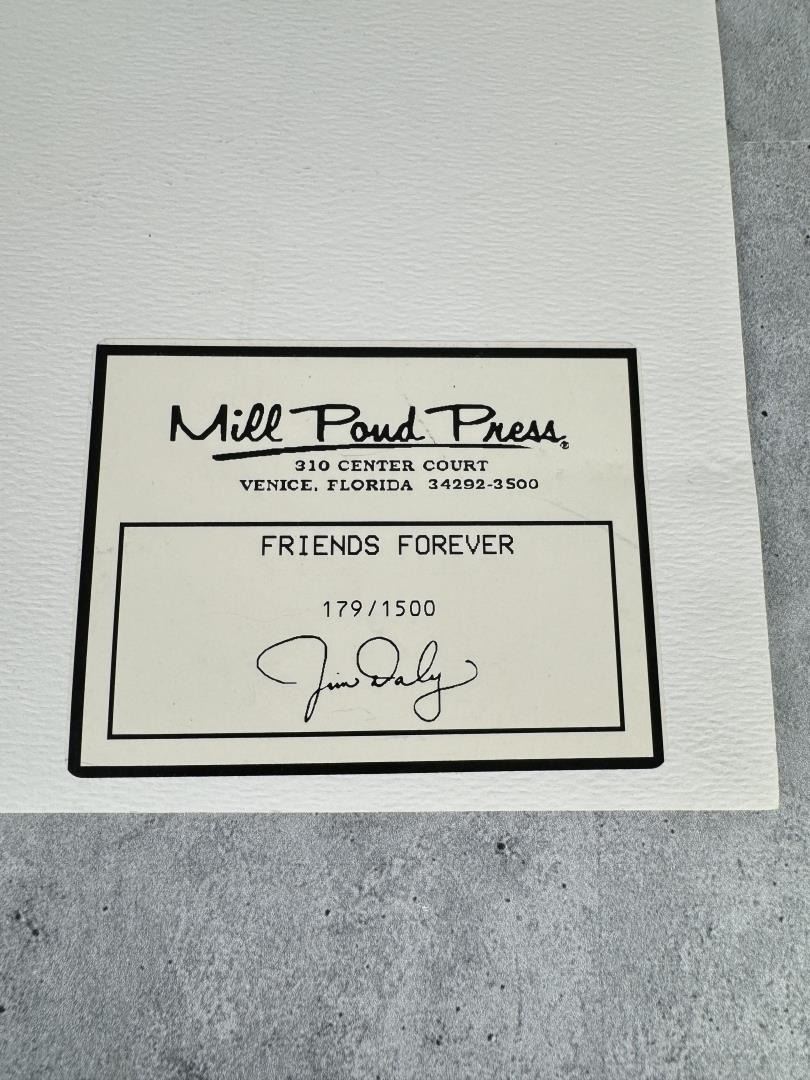 Mill Pond Press®
310 CENTER COURT
VENICE, FLORIDA 34292-3500
FRIENDS FOREVER
179/1500
Jim Daly